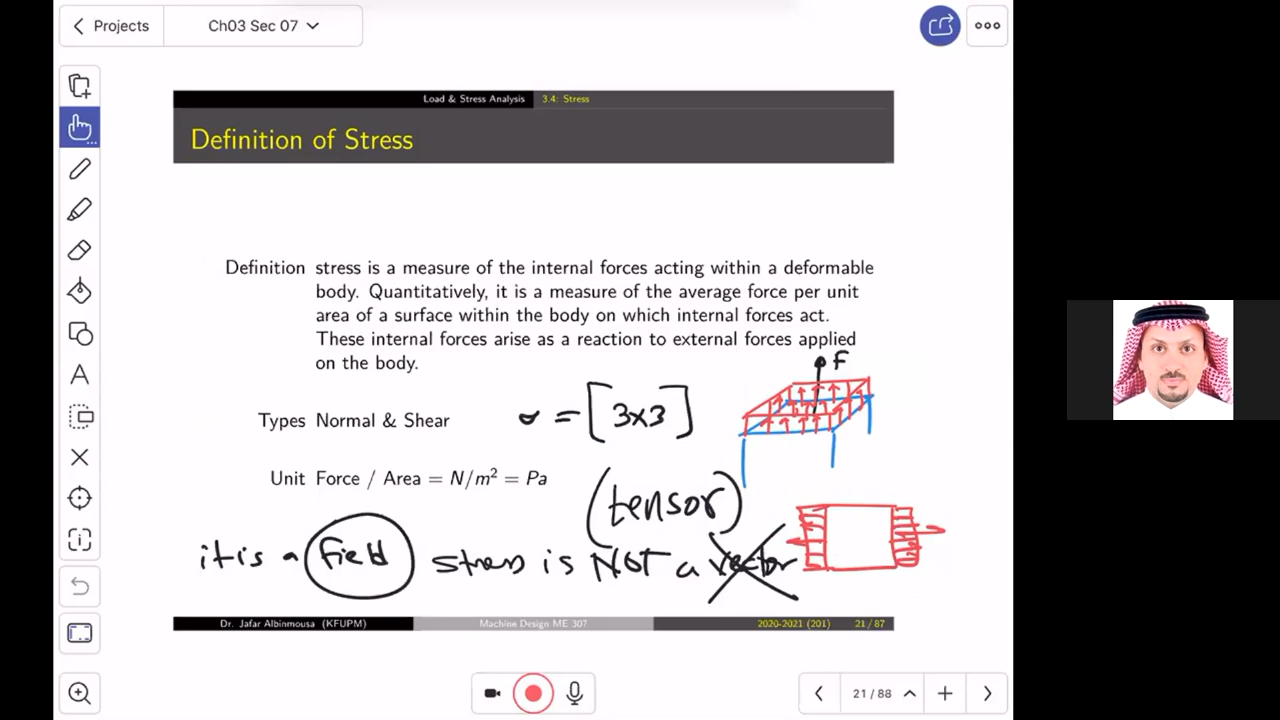 Projects
Ch03 Sec 07
Load & Stress Analysis 3.4: Stress
Definition of Stress
Definition stress is a measure of the internal forces acting within a deformable
body. Quantitatively, it is a measure of the average force per unit
area of a surface within the body on which internal forces act.
These internal forces arise as a reaction to external forces applied
on the body.
F
Types Normal & Shear
σ = [3x3]
Unit Force / Area = N/m² = Pa
(tensor)
it is a field stress is NOT a vector
Dr. Jafar Albinmousa (KFUPM) Machine Design ME 307 2020-2021 (201) 21 / 87
21 / 88